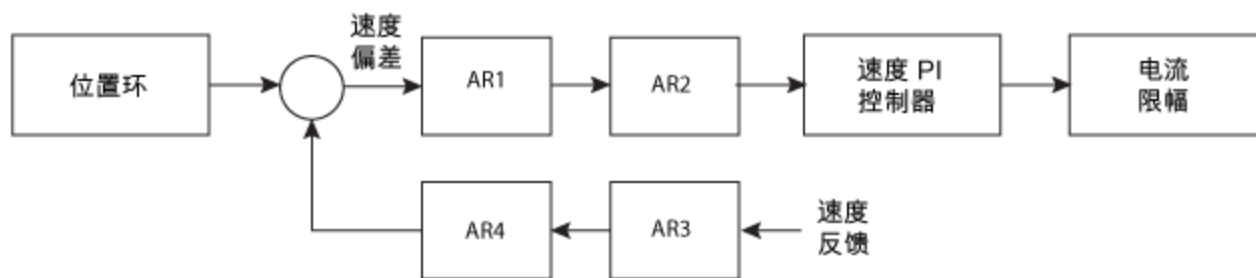 速度
偏差
位置环
AR1
AR2
速度 PI
控制器
电流
限幅
AR4
AR3
速度
反馈